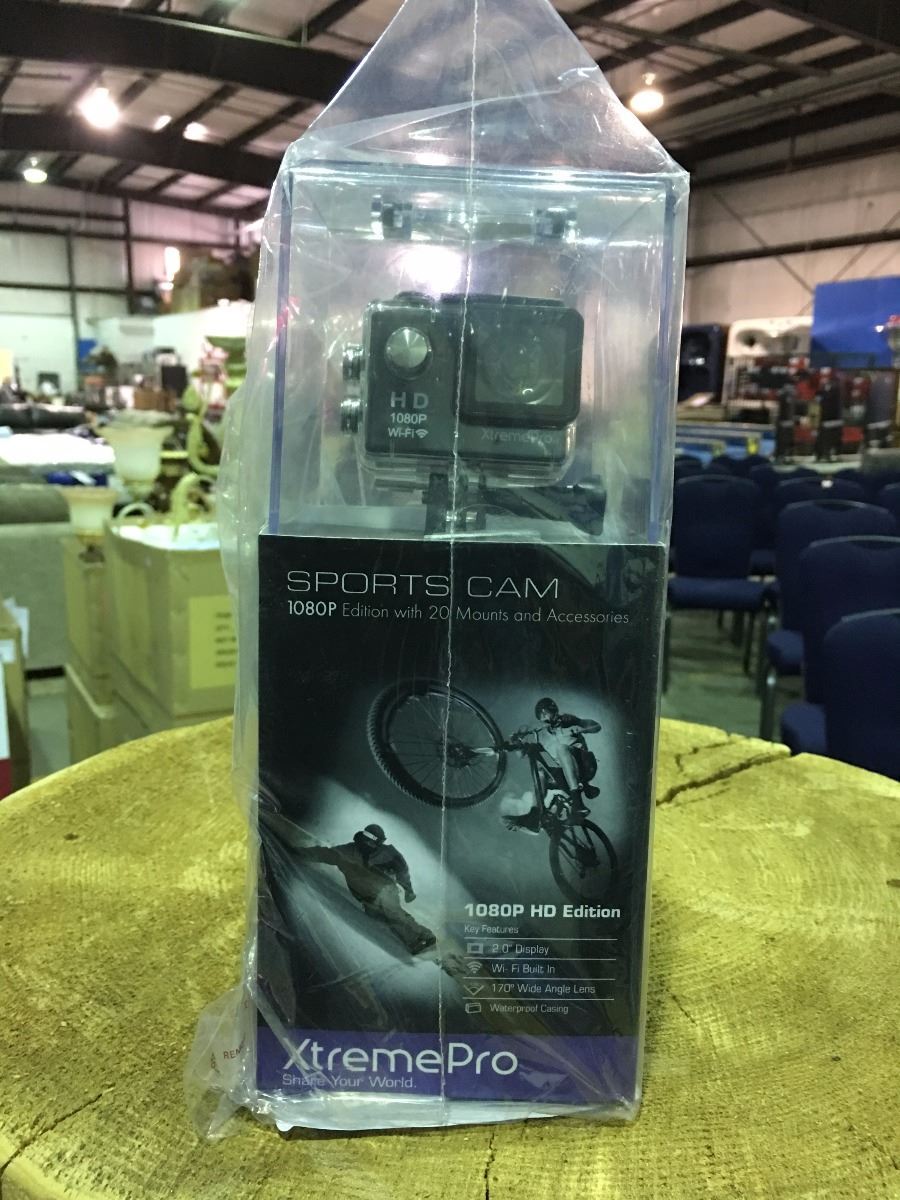 HD
1080P
Wi-Fi
XtremePro
SPORTS CAM
1080P Edition with 20 Mounts and Accessories
1080P HD Edition
Key Features
2.0" Display
Wi-Fi Built In
170° Wide Angle Lens
Waterproof Casing
XtremePro
Share Your World.